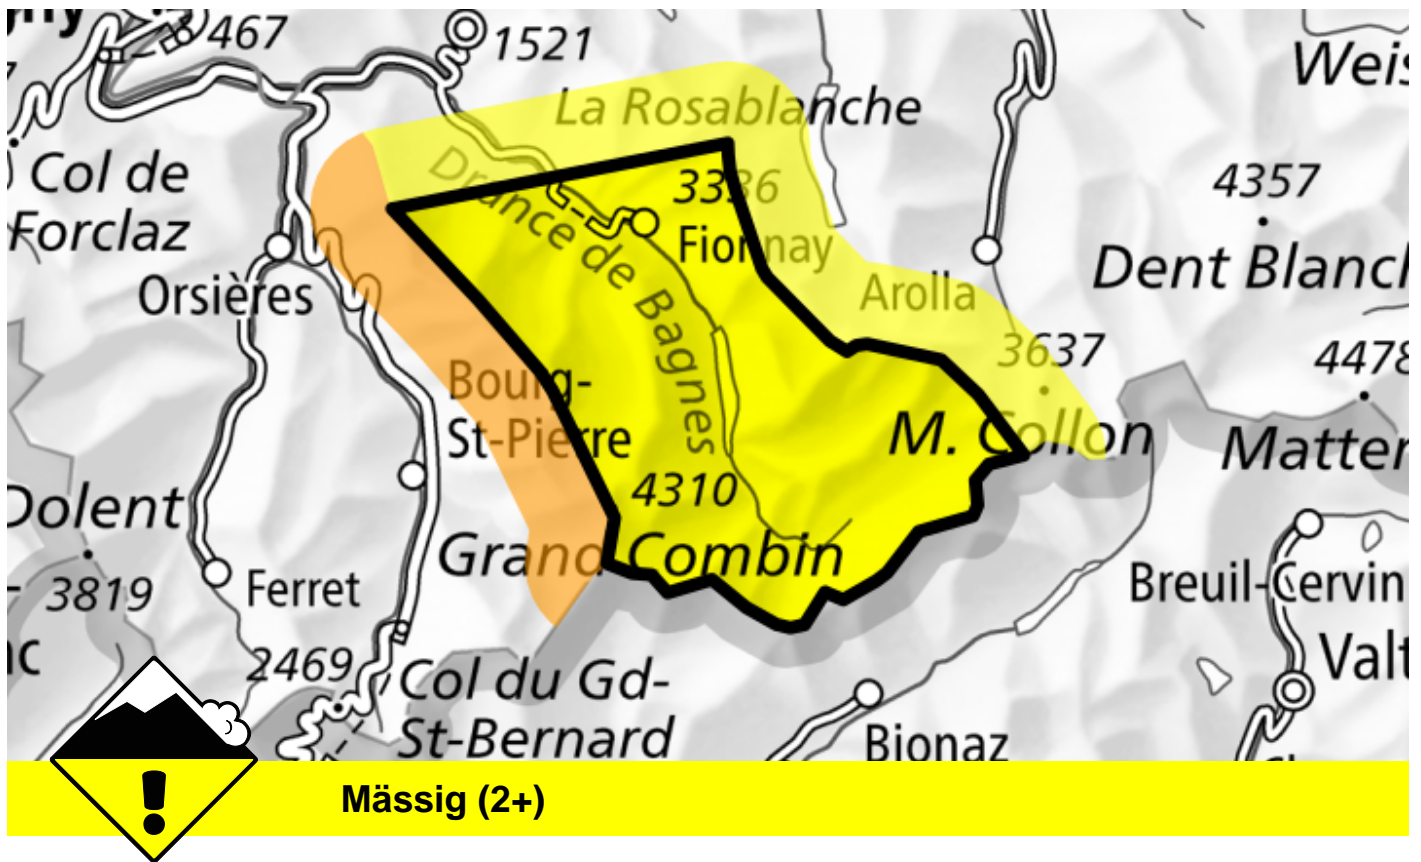 467
1521
Weis
La Rosablanche
Col de
Forclaz
3336
4357
Drance de Bagnes
Fionnay
Dent Blanch
Orsières
Arolla
3637
4478
Bourg-
St-Pierre
M. Collon
Matter
Dolent
4310
Grand Combin
3819
Ferret
Breuil-Cervin
2469
Valt
Col du Gd-
St-Bernard
Bionaz
!
Mässig (2+)